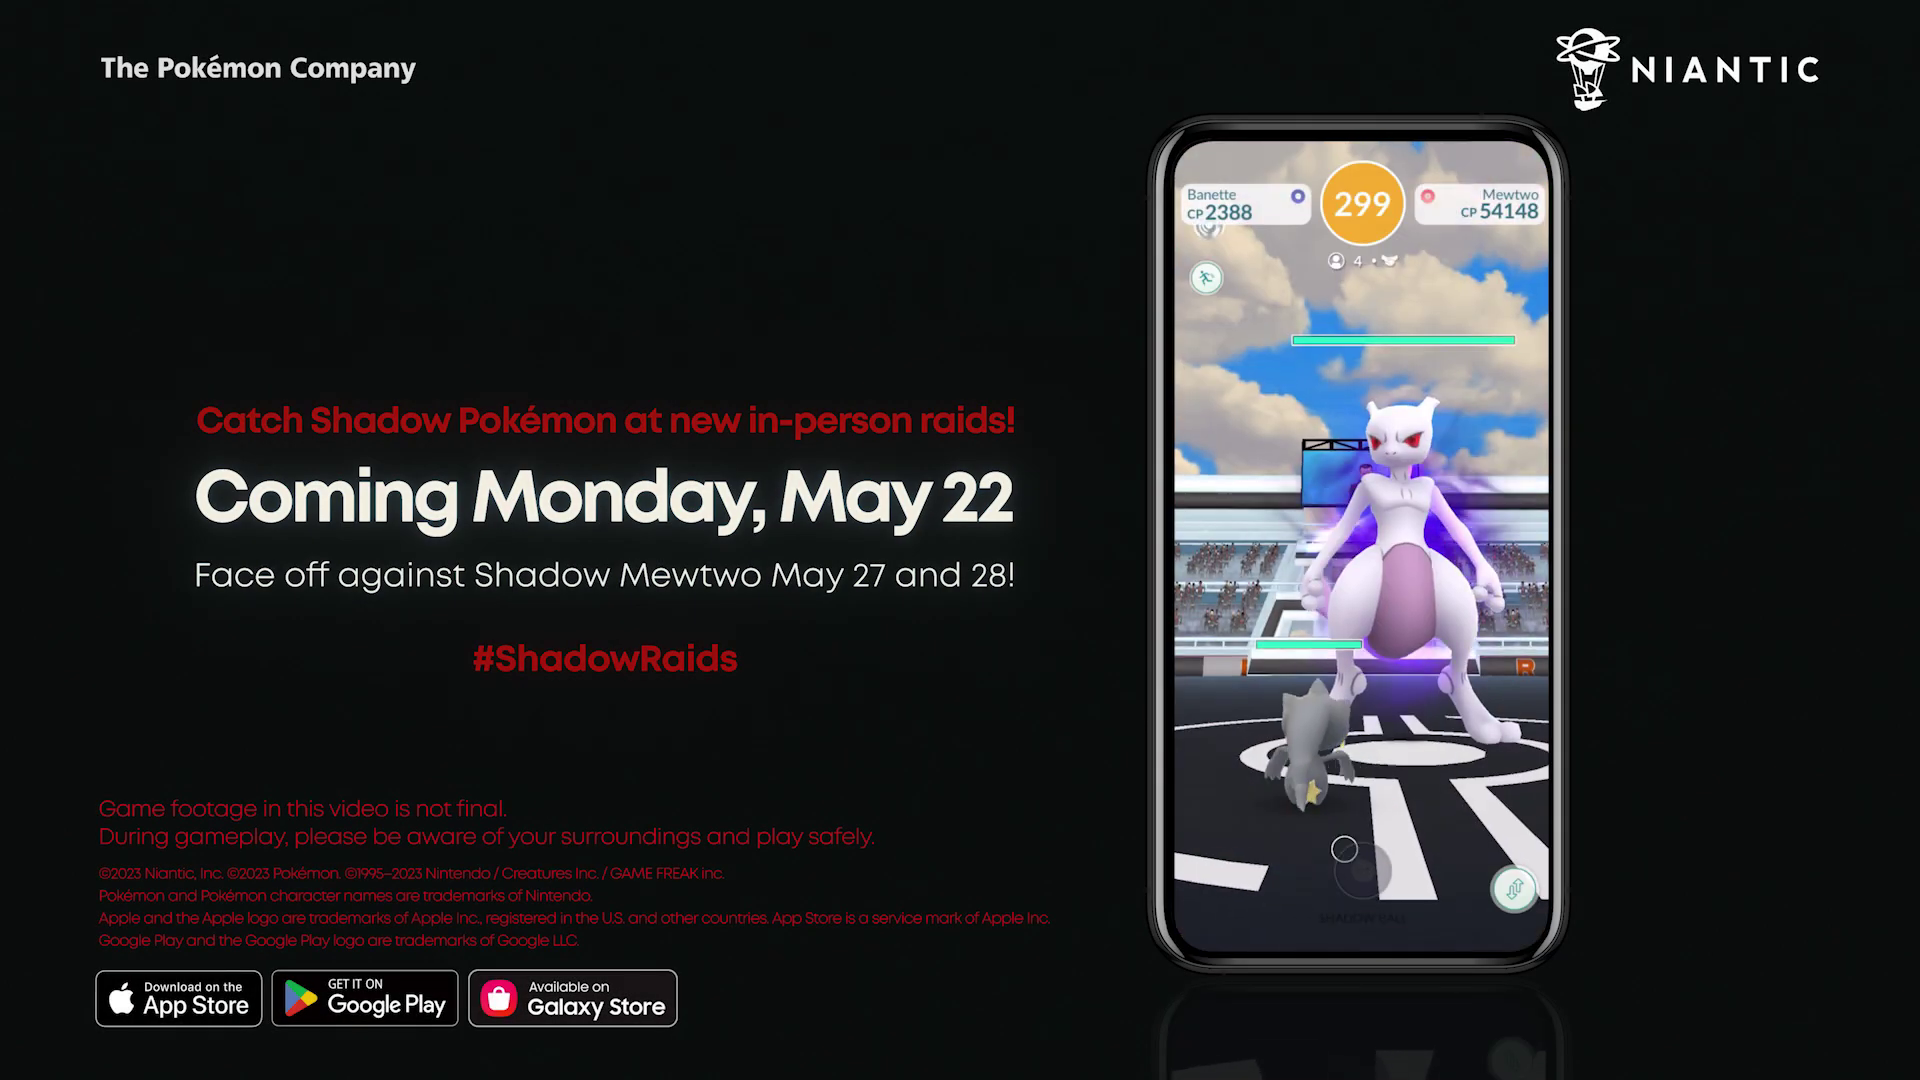 The Pokémon Company
NIANTIC
Banette
CP 2388
299
Mewtwo
CP 54148
4
Catch Shadow Pokémon at new in-person raids!
Coming Monday, May 22
Face off against Shadow Mewtwo May 27 and 28!
#ShadowRaids
R
SHADOW BALL
Game footage in this video is not final.
During gameplay, please be aware of your surroundings and play safely.
©2023 Niantic, Inc. ©2023 Pokémon. ©1995–2023 Nintendo / Creatures Inc. / GAME FREAK inc.
Pokémon and Pokémon character names are trademarks of Nintendo.
Apple and the Apple logo are trademarks of Apple Inc., registered in the U.S. and other countries. App Store is a service mark of Apple Inc.
Google Play and the Google Play logo are trademarks of Google LLC.
Download on the
App Store
GET IT ON
Google Play
Available on
Galaxy Store